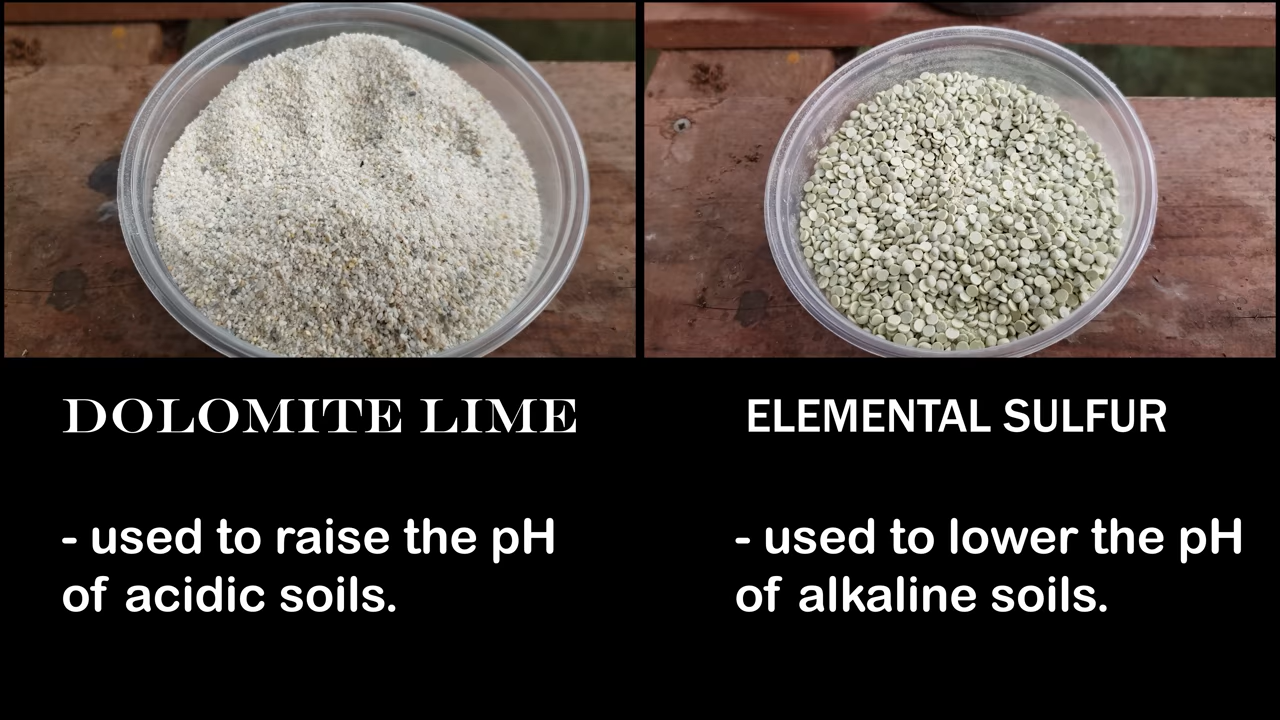 DOLOMITE LIME
- used to raise the pH
of acidic soils.
ELEMENTAL SULFUR
- used to lower the pH
of alkaline soils.